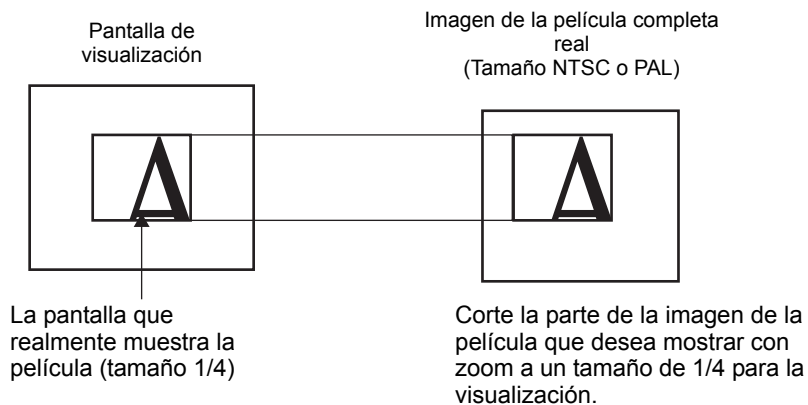 Pantalla de
visualización
Imagen de la película completa
real
(Tamaño NTSC o PAL)
A
A
La pantalla que
realmente muestra la
película (tamaño 1/4)
Corte la parte de la imagen de la
película que desea mostrar con
zoom a un tamaño de 1/4 para la
visualización.